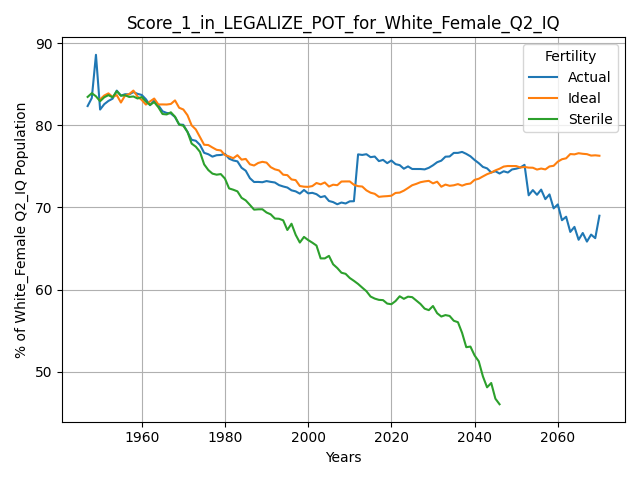 Score_1_in_LEGALIZE_POT_for_White_Female_Q2_IQ
% of White_Female Q2_IQ Population
90
80
70
60
50
Fertility
Actual
Ideal
Sterile
1960 1980 2000 2020 2040 2060
Years